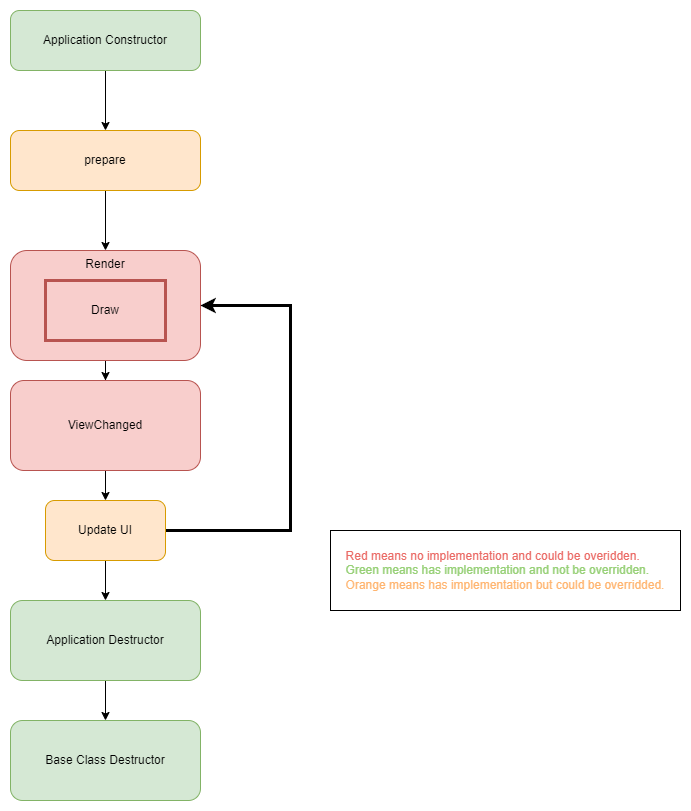 Application Constructor
prepare
Render
Draw
ViewChanged
Update UI
Red means no implementation and could be overidden.
Green means has implementation and not be overridden.
Orange means has implementation but could be overridded.
Application Destructor
Base Class Destructor